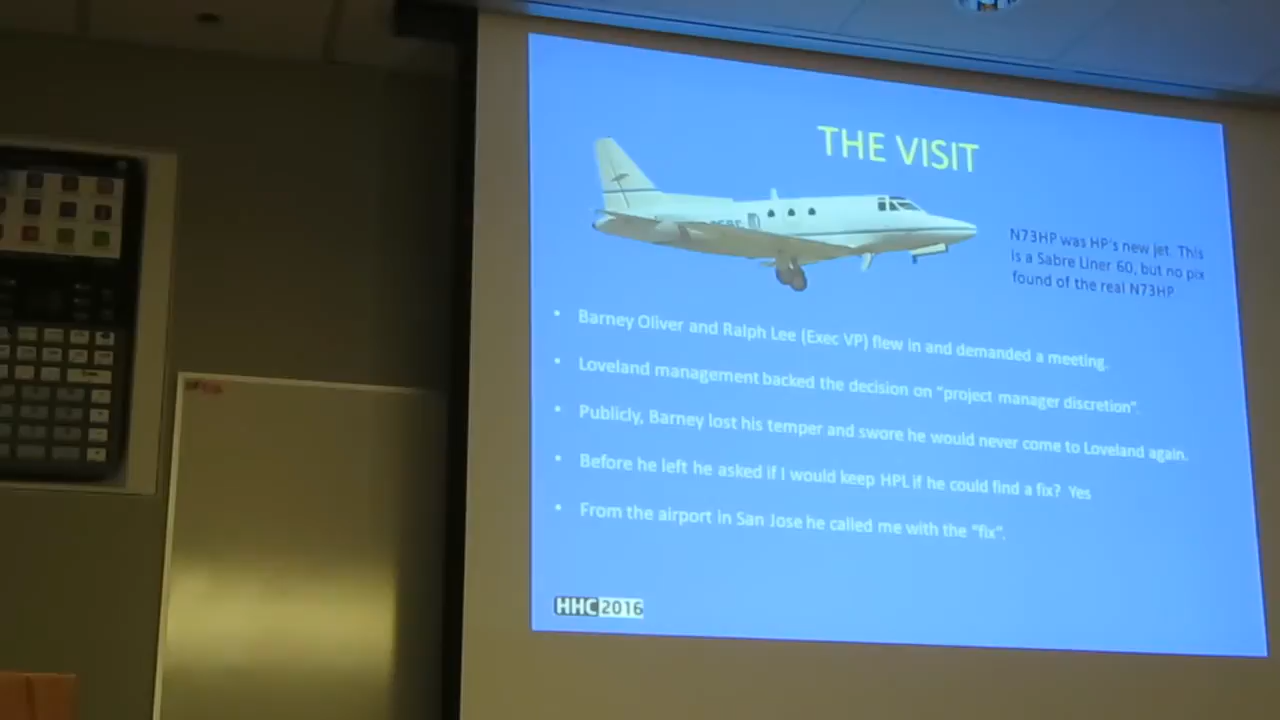 THE VISIT
N73HP was HP's new jet. This
is a Sabre Liner 60, but no pix
found of the real N73HP
• Barney Oliver and Ralph Lee (Exec VP) flew in and demanded a meeting.
• Loveland management backed the decision on "project manager discretion".
• Publicly, Barney lost his temper and swore he would never come to Loveland again.
• Before he left he asked if I would keep HPL if he could find a fix? Yes
• From the airport in San Jose he called me with the "fix".
HHC 2016